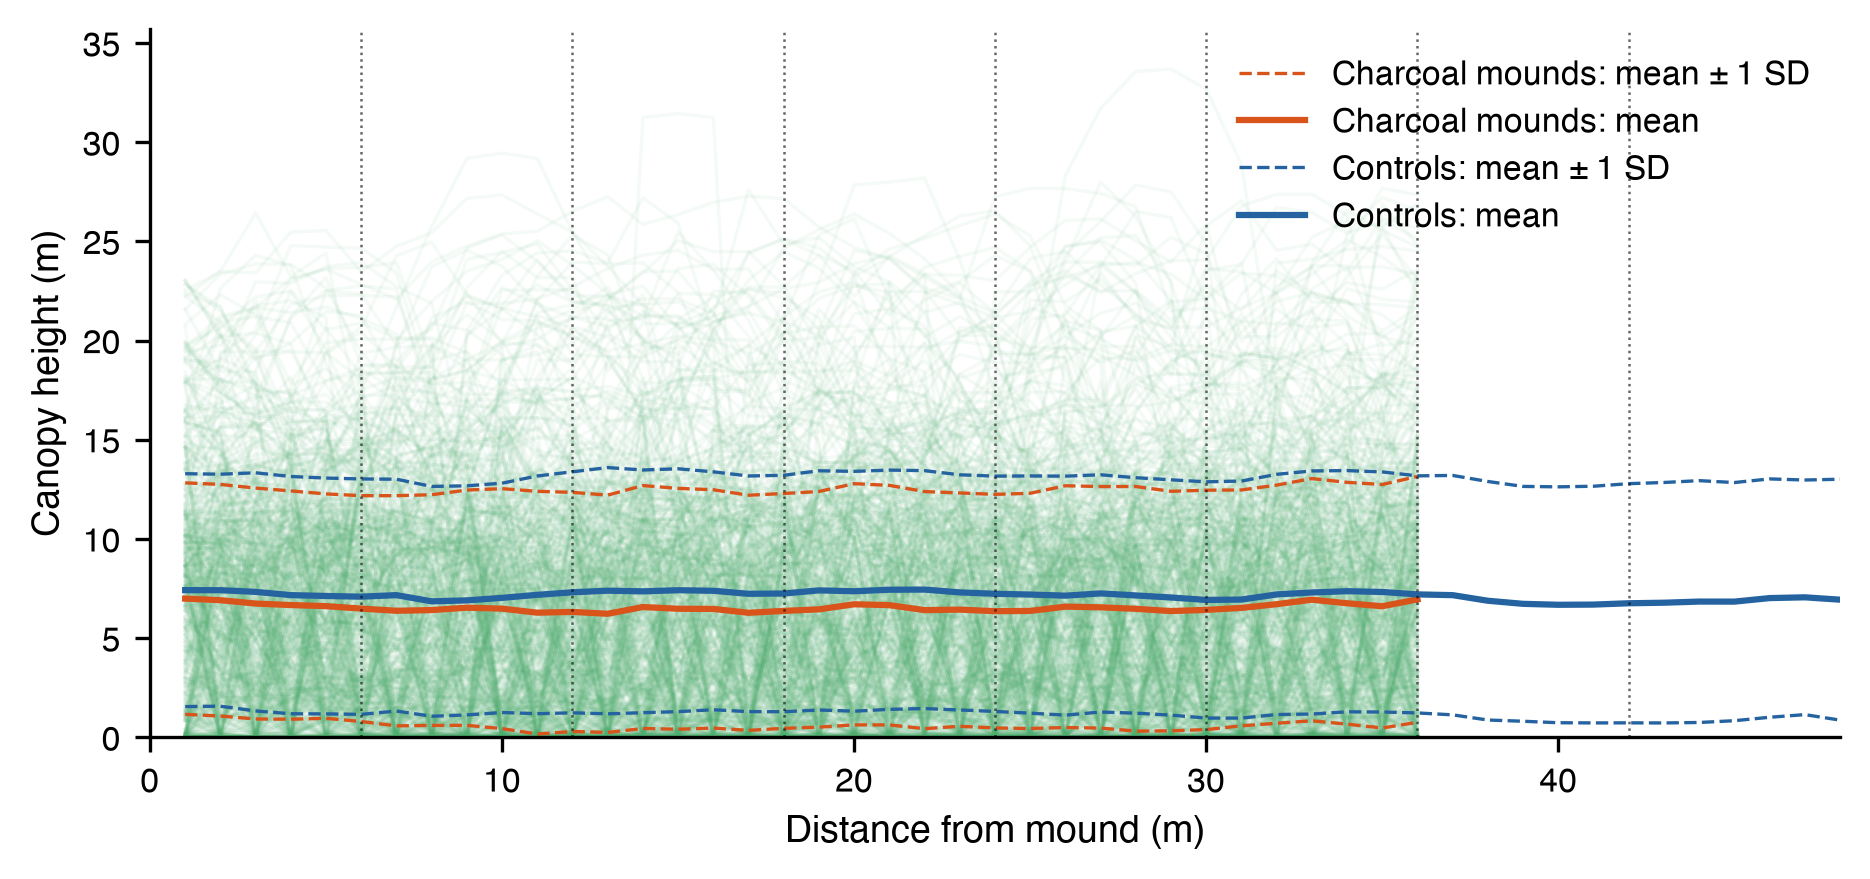 35
30
25
20
15
10
5
0
Canopy height (m)
Charcoal mounds: mean ± 1 SD
Charcoal mounds: mean
Controls: mean ± 1 SD
Controls: mean
0 10 20 30 40
Distance from mound (m)